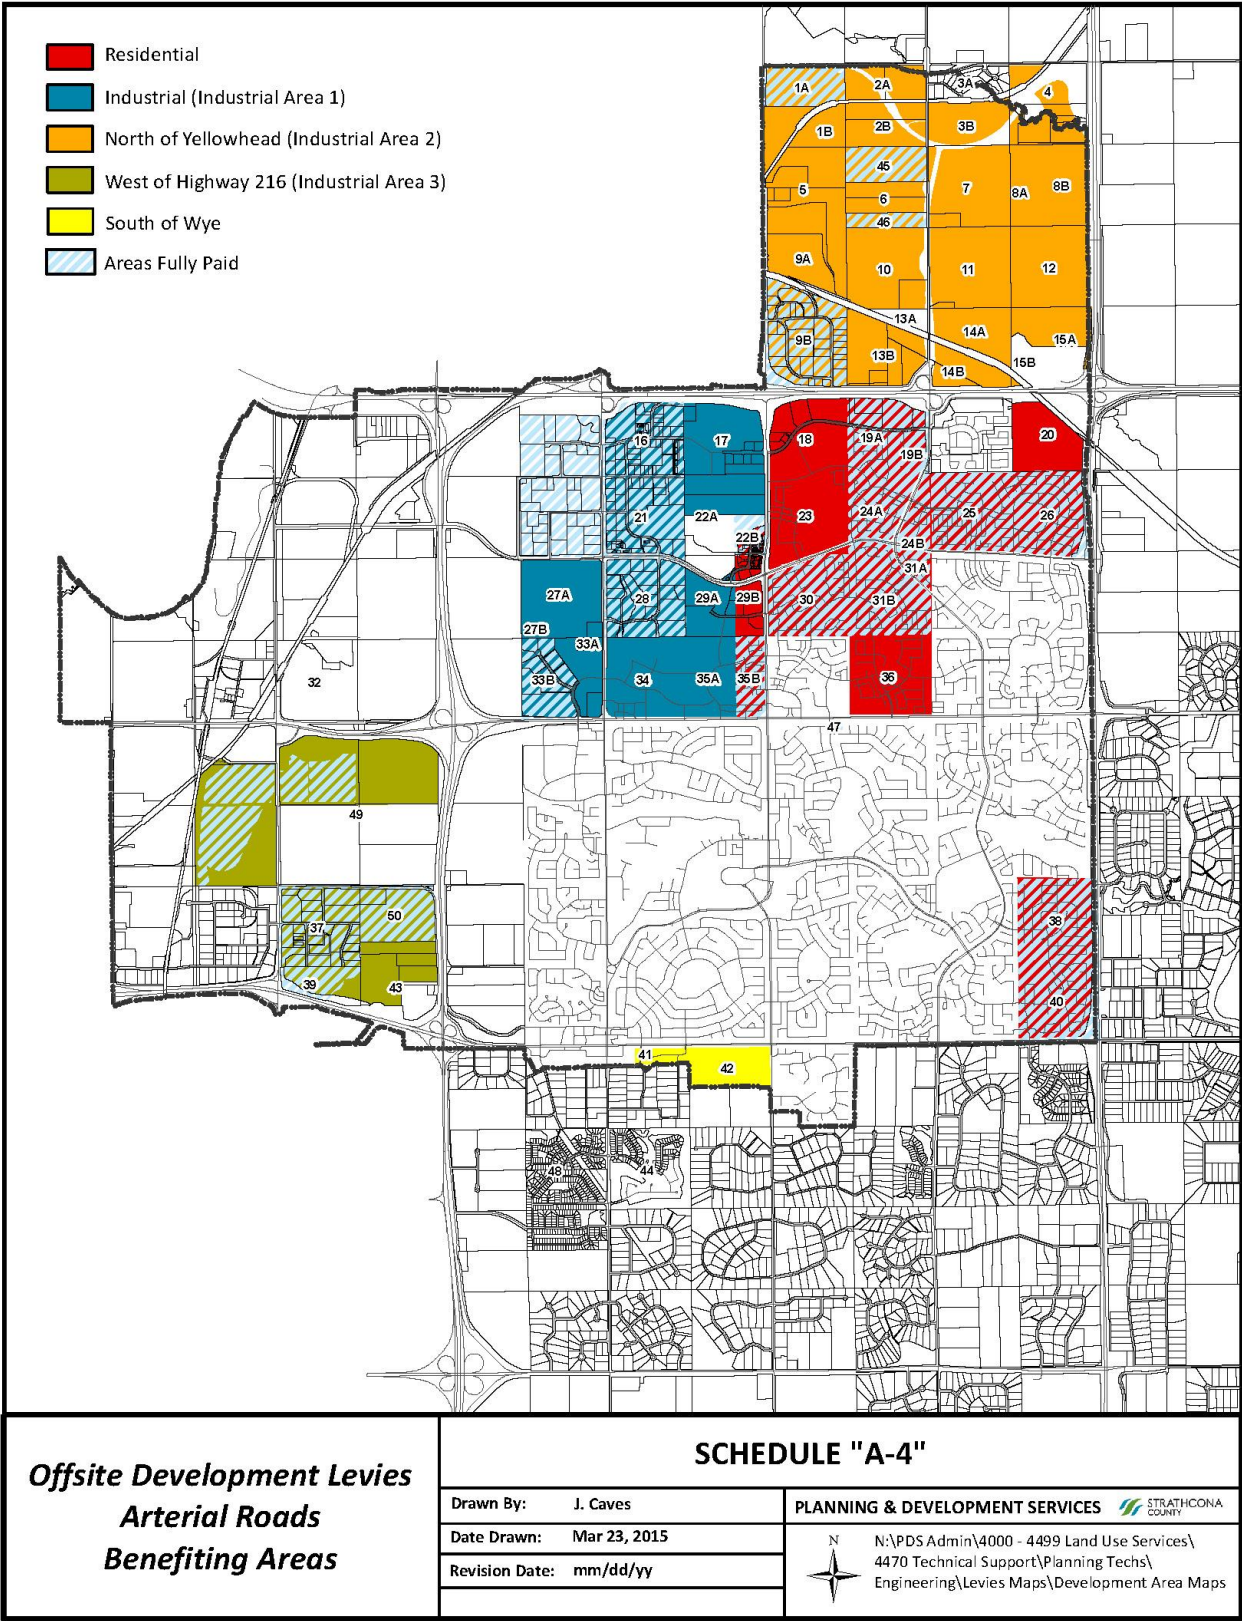 Residential
Industrial (Industrial Area 1)
North of Yellowhead (Industrial Area 2)
West of Highway 216 (Industrial Area 3)
South of Wye
Areas Fully Paid
1A
2A
3A
4
1B
2B
3B
45
5
6
7
8A
8B
46
9A
10
11
12
13A
14A
15A
9B
13B
14B
15B
16
17
18
19A
19B
20
21
22A
22B
23
24A
24B
25
26
27A
27B
28
29A
29B
30
31A
31B
32
33A
33B
34
35A
35B
36
47
49
37
50
38
39
43
40
41
42
48
44
Offsite Development Levies
Arterial Roads
Benefiting Areas
SCHEDULE "A-4"
Drawn By: J. Caves
Date Drawn: Mar 23, 2015
Revision Date: mm/dd/yy
PLANNING & DEVELOPMENT SERVICES
STRATHCONA
COUNTY
N
N:\PDS Admin\4000 - 4499 Land Use Services\
4470 Technical Support\Planning Techs\
Engineering\Levies Maps\Development Area Maps